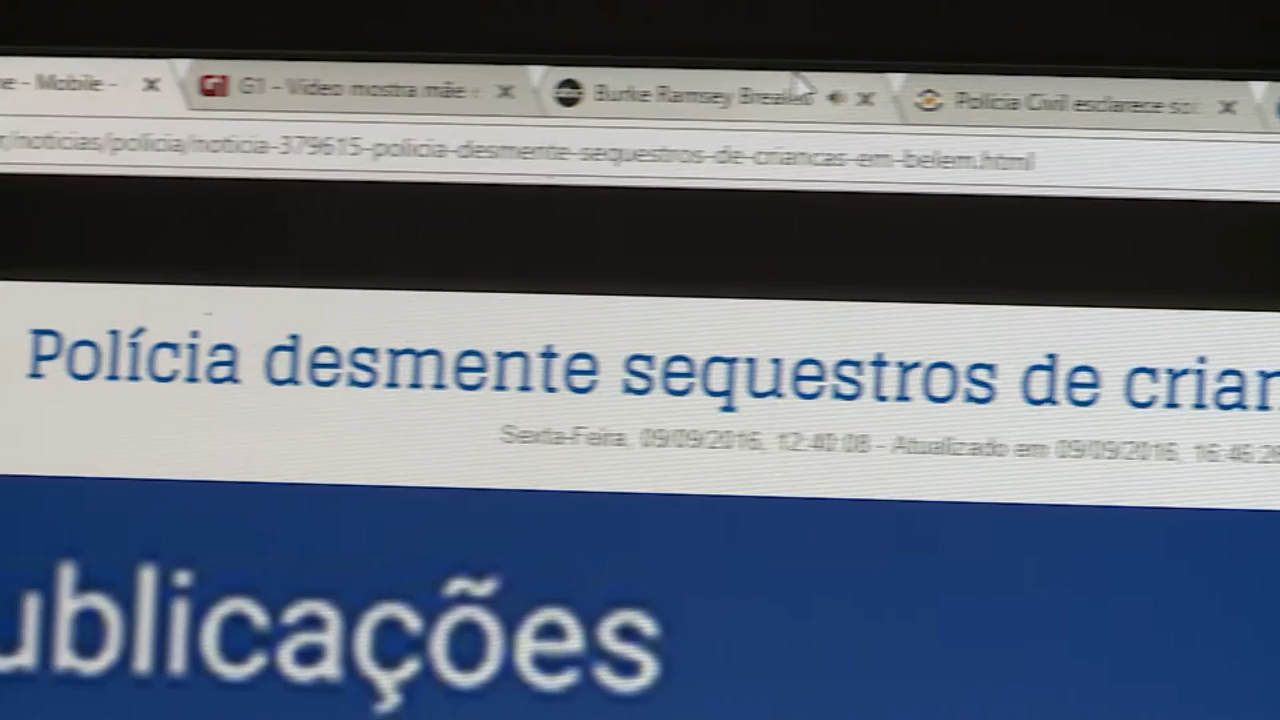 e - Mobile -
G1 - Vídeo mostra mãe
Burke Ramsey Breaks
Polícia Civil esclarece so
r/noticias/policia/noticia-379615-policia-desmente-sequestros-de-criancas-em-belem.html
Polícia desmente sequestros de crian
Sexta-Feira, 09/09/2016, 12:40:08 - Atualizado em 09/09/2016, 16:46:26
ublicações